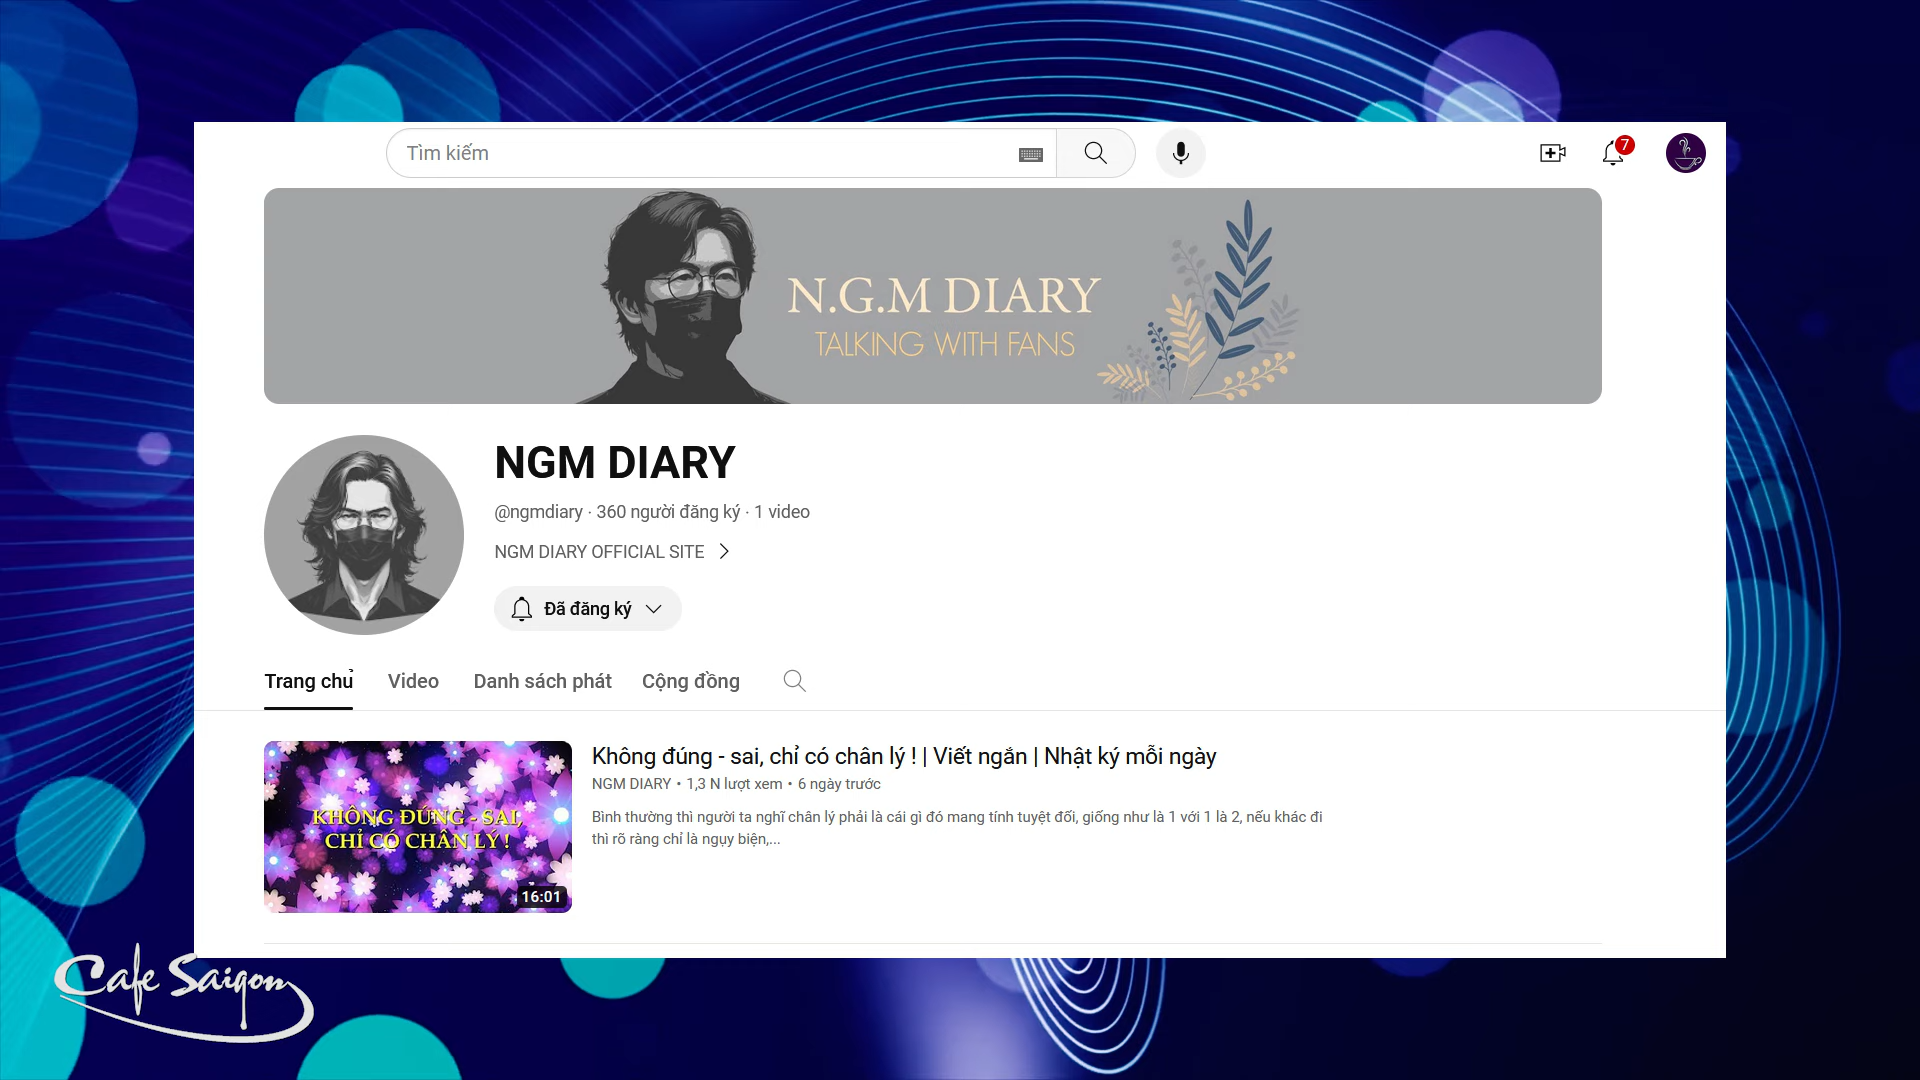 Tìm kiếm
7
N.G.M DIARY
TALKING WITH FANS
NGM DIARY
@ngmdiary · 360 người đăng ký · 1 video
NGM DIARY OFFICIAL SITE
Đã đăng ký
Trang chủ Video Danh sách phát Cộng đồng
KHÔNG ĐÚNG - SAI,
CHỈ CÓ CHÂN LÝ !
16:01
Không đúng - sai, chỉ có chân lý ! | Viết ngắn | Nhật ký mỗi ngày
NGM DIARY • 1,3 N lượt xem • 6 ngày trước
Bình thường thì người ta nghĩ chân lý phải là cái gì đó mang tính tuyệt đối, giống như là 1 với 1 là 2, nếu khác đi
thì rõ ràng chỉ là ngụy biện,...
Cafe Saigon